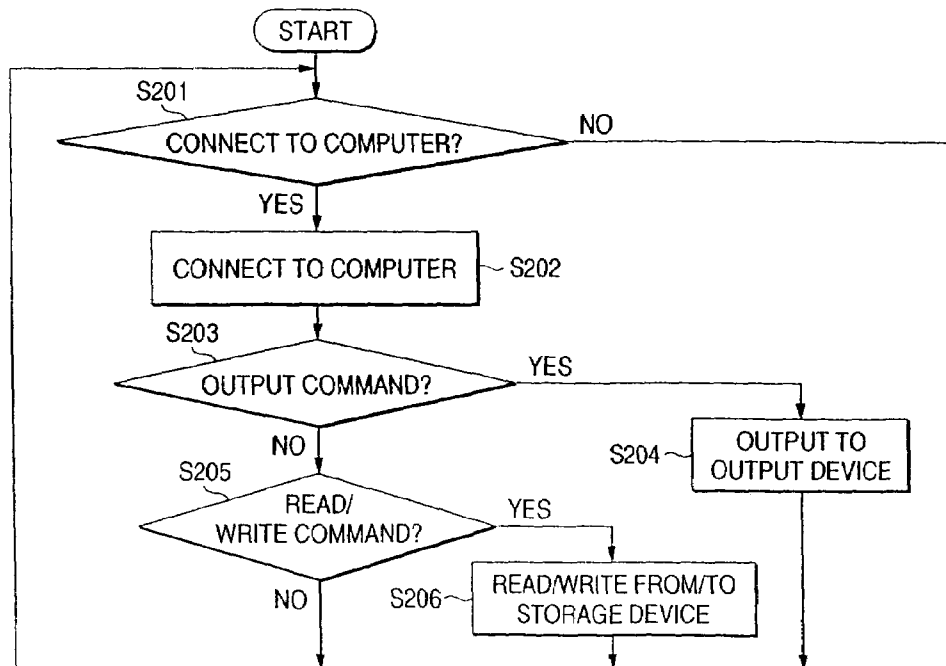 START
S201
CONNECT TO COMPUTER?
NO
YES
CONNECT TO COMPUTER
S202
S203
OUTPUT COMMAND?
YES
NO
S204
OUTPUT TO
OUTPUT DEVICE
S205
READ/
WRITE COMMAND?
YES
NO
S206
READ/WRITE FROM/TO
STORAGE DEVICE